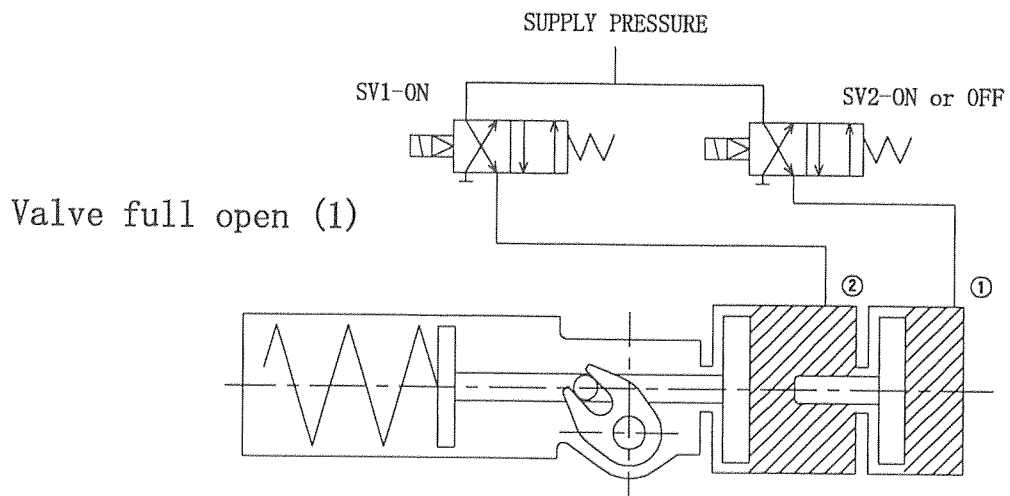 SUPPLY PRESSURE
SV1-ON
SV2-ON or OFF
Valve full open (1)
② ①